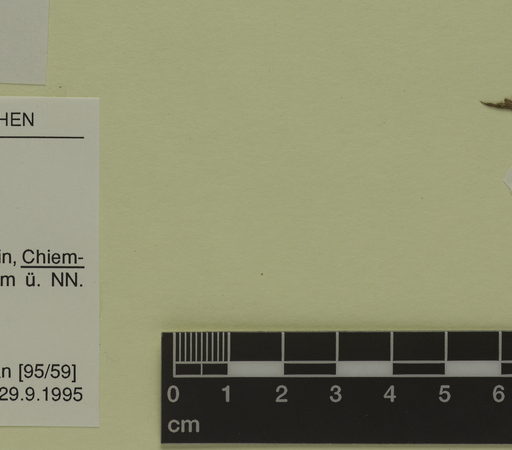 HEN
in, Chiem-
m ü. NN.
n [95/59]
29.9.1995
0 1 2 3 4 5 6
cm